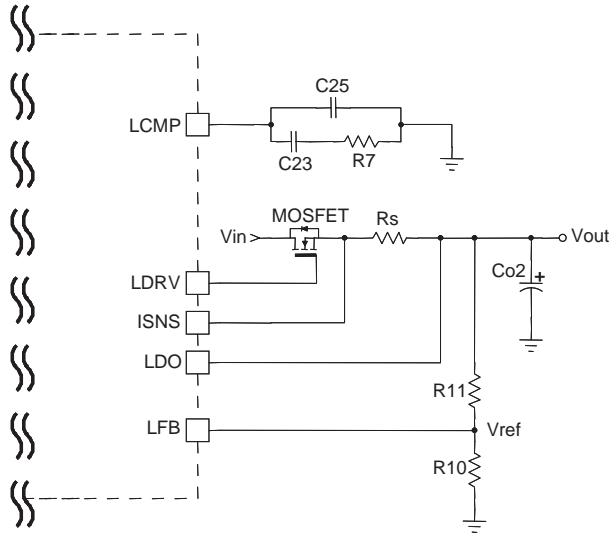 C25
LCMP
C23
R7
MOSFET
Rs
Vin
Vout
Co2
+
LDRV
ISNS
LDO
R11
LFB
Vref
R10